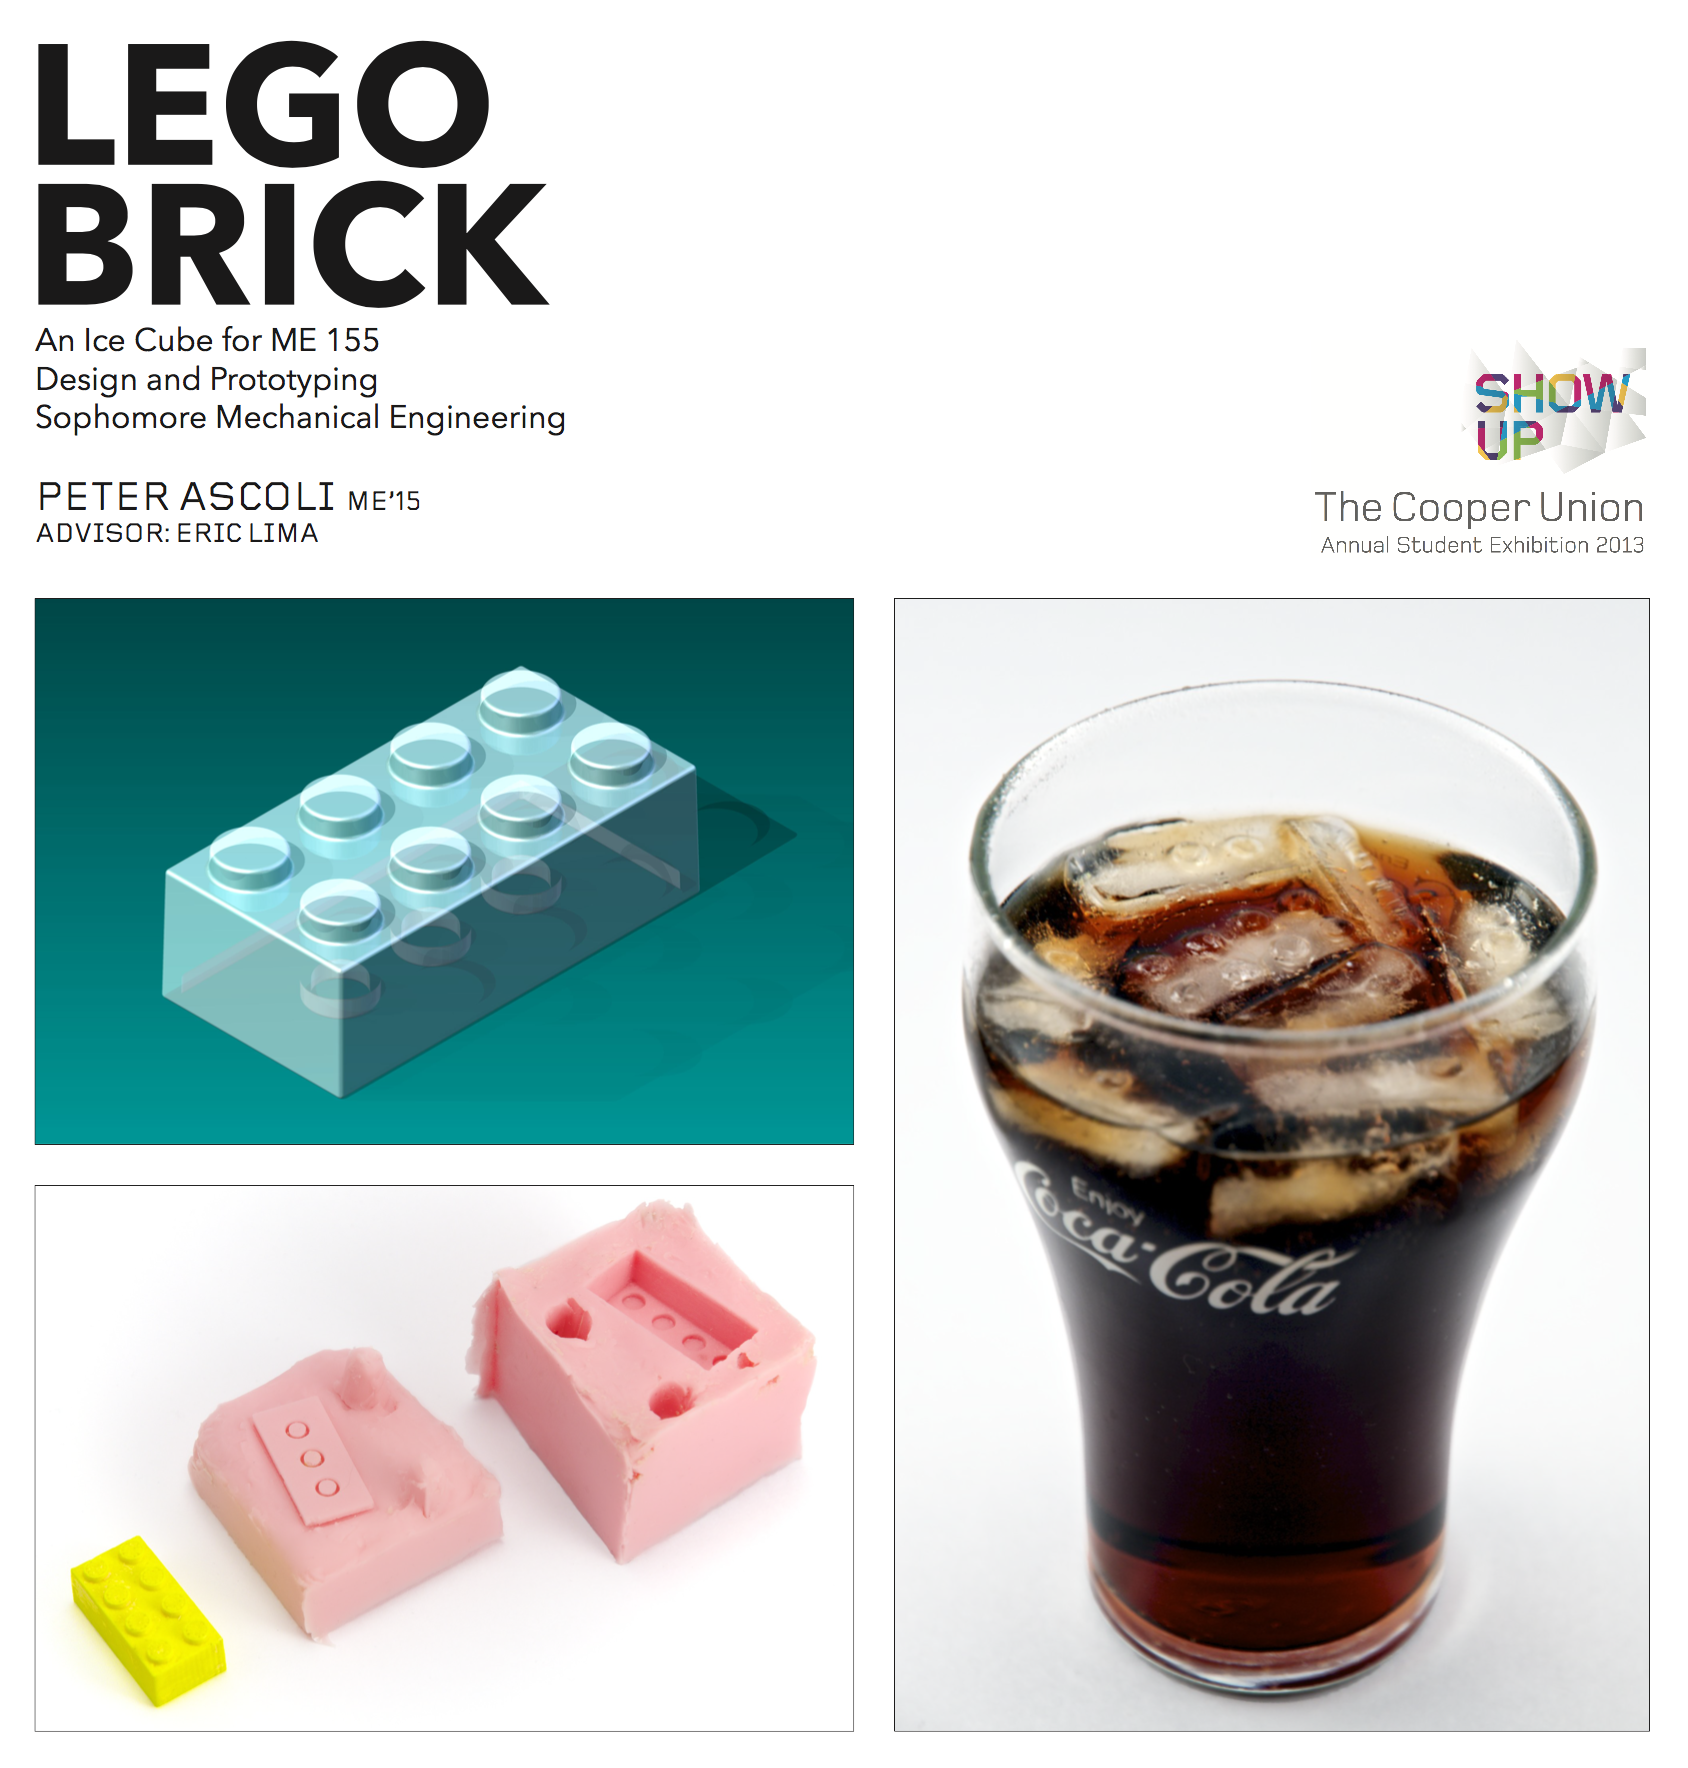 LEGO
BRICK
An Ice Cube for ME 155
Design and Prototyping
Sophomore Mechanical Engineering
PETER ASCOLI ME'15
ADVISOR: ERIC LIMA
SHOW
UP
The Cooper Union
Annual Student Exhibition 2013
Enjoy
Coca-Cola